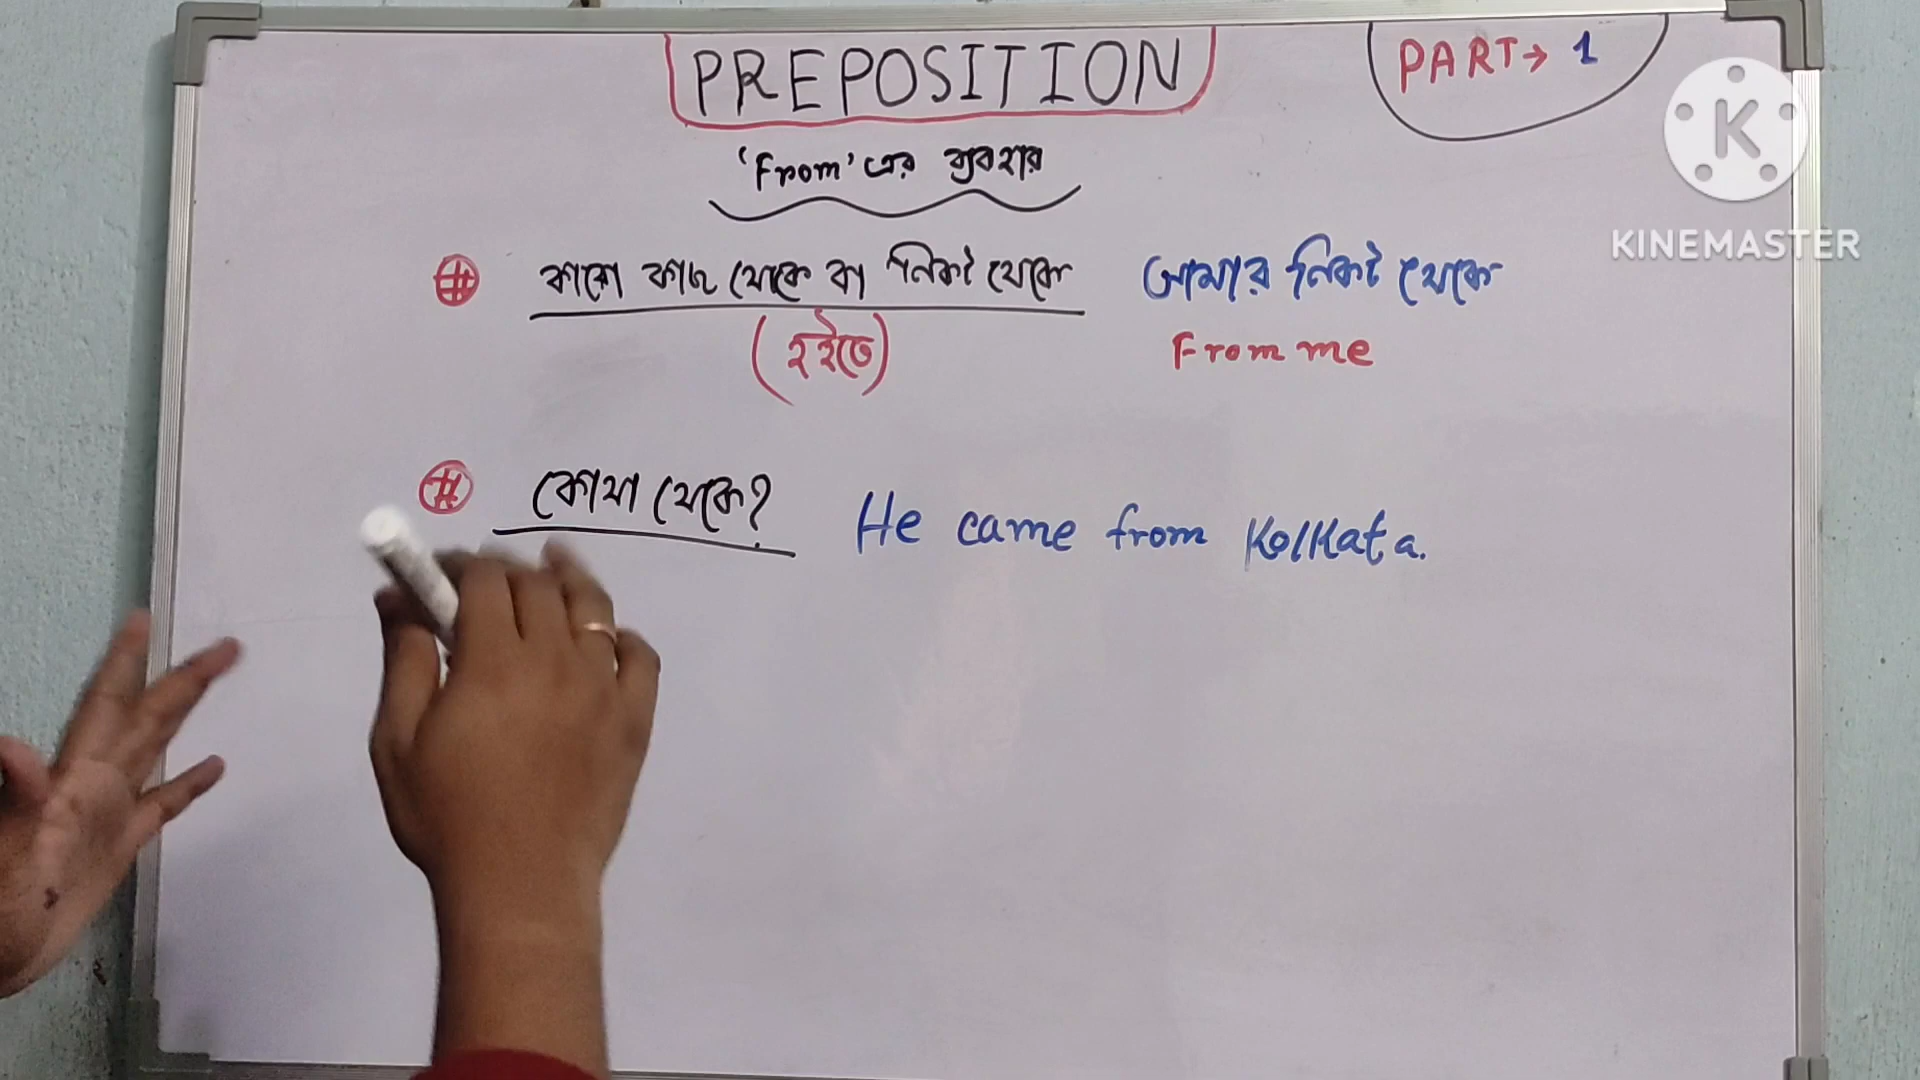 PREPOSITION
PART → 1
'From' এর ব্যবহার
# কারো কাছ থেকে বা নিকট থেকে আমার নিকট থেকে
(হইতে) From me
# কোথা থেকে? He came from Kolkata.
KINEMASTER